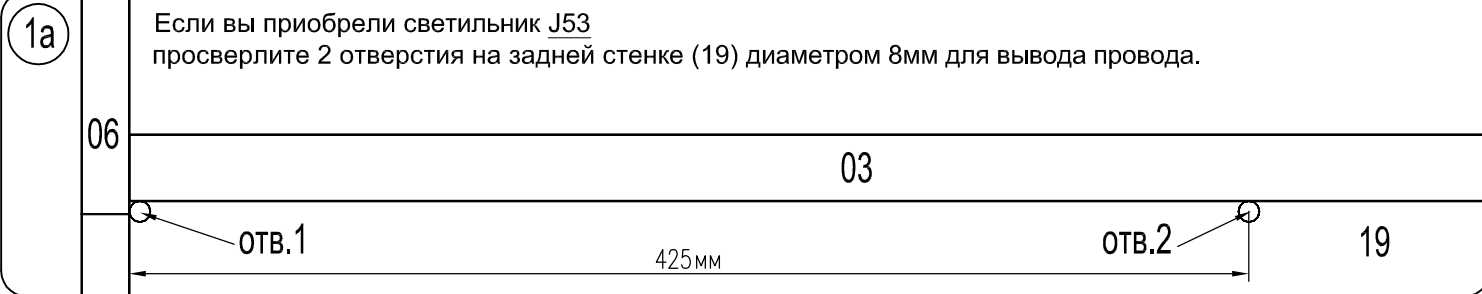 1а
Если вы приобрели светильник J53
просверлите 2 отверстия на задней стенке (19) диаметром 8мм для вывода провода.
06
03
отв.1
отв.2
19
425мм